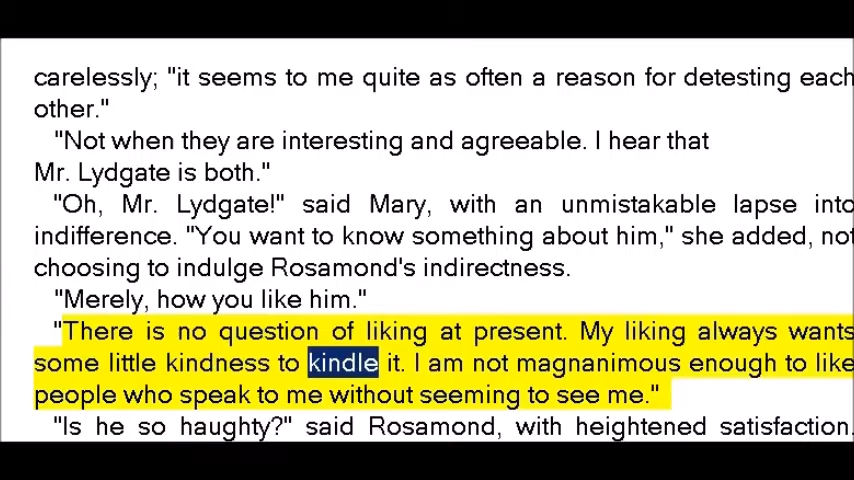 carelessly; "it seems to me quite as often a reason for detesting each
other."
"Not when they are interesting and agreeable. I hear that
Mr. Lydgate is both."
"Oh, Mr. Lydgate!" said Mary, with an unmistakable lapse into
indifference. "You want to know something about him," she added, not
choosing to indulge Rosamond's indirectness.
"Merely, how you like him."
"There is no question of liking at present. My liking always wants
some little kindness to kindle it. I am not magnanimous enough to like
people who speak to me without seeming to see me."
"Is he so haughty?" said Rosamond, with heightened satisfaction.